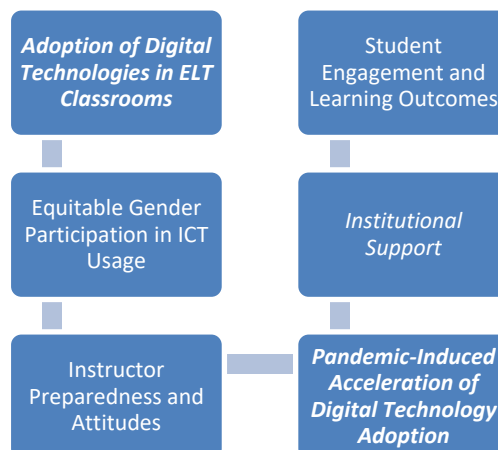 Adoption of Digital
Technologies in ELT
Classrooms
Equitable Gender
Participation in ICT
Usage
Instructor
Preparedness and
Attitudes
Pandemic-Induced
Acceleration of
Digital Technology
Adoption
Institutional
Support
Student
Engagement and
Learning Outcomes